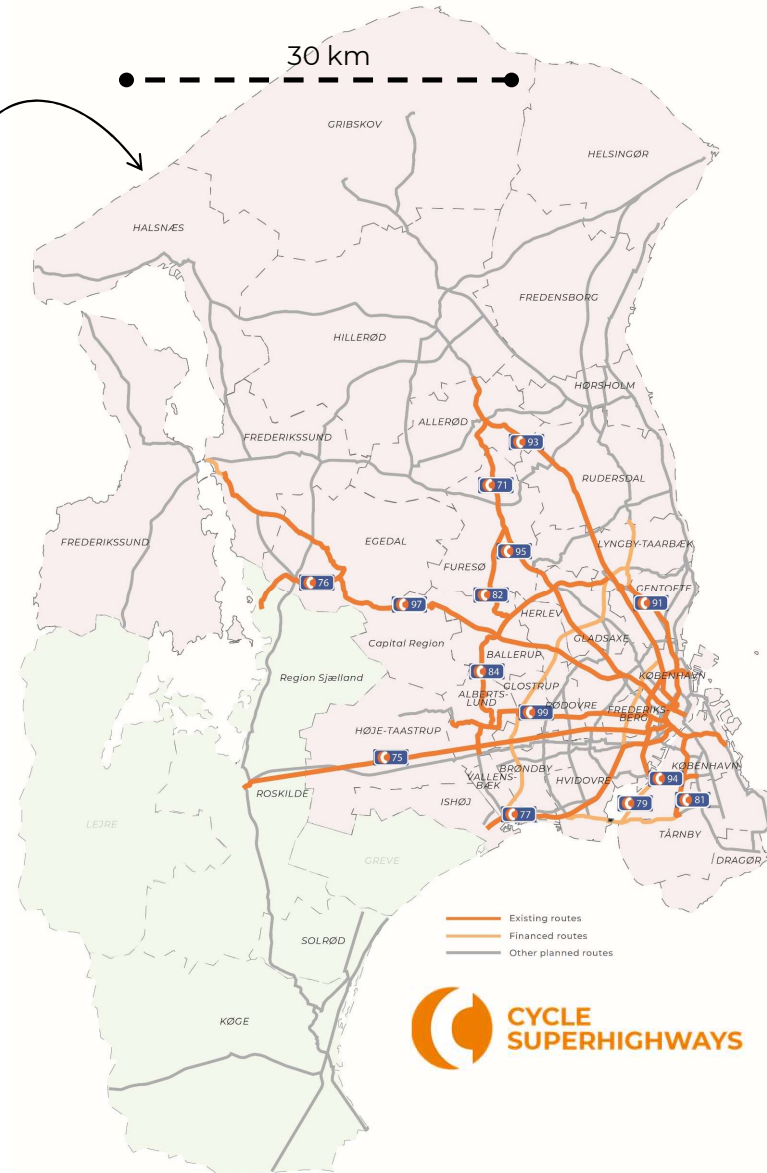 30 km
GRIBSKOV
HELSINGØR
HALSNÆS
FREDENSBORG
HILLERØD
HØRSHOLM
ALLERØD
FREDERIKSSUND
93
RUDERSDAL
71
FREDERIKSSUND
EGEDAL
LYNGBY-TAARBÆK
95
FURESØ
76
GENTOFTE
82
97
91
HERLEV
Capital Region
GLADSAXE
BALLERUP
84
Region Sjælland
KØBENHAVN
GLOSTRUP
ALBERTS-
LUND
RØDOVRE
99
FREDERIKS-
BERG
HØJE-TAASTRUP
75
KØBENHAVN
BRØNDBY
VALLENS-
BÆK
HVIDOVRE
94
ROSKILDE
ISHØJ
79
81
77
LEJRE
TÅRNBY
GREVE
DRAGØR
Existing routes
Financed routes
Other planned routes
SOLRØD
CYCLE
SUPERHIGHWAYS
KØGE